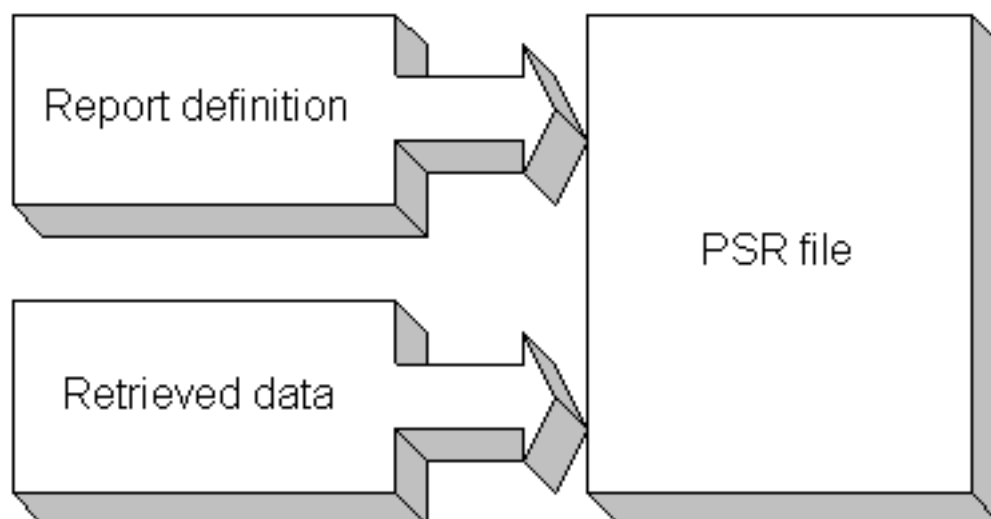 Report definition
PSR file
Retrieved data